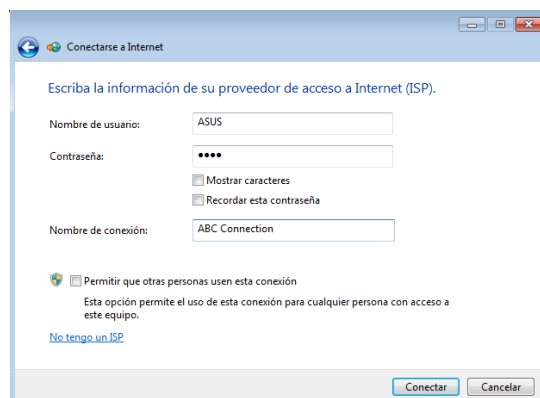 Conectarse a Internet
Escriba la información de su proveedor de acceso a Internet (ISP).
Nombre de usuario: ASUS
Contraseña: ••••
Mostrar caracteres
Recordar esta contraseña
Nombre de conexión: ABC Connection
Permitir que otras personas usen esta conexión
Esta opción permite el uso de esta conexión para cualquier persona con acceso a
este equipo.
No tengo un ISP
Conectar Cancelar